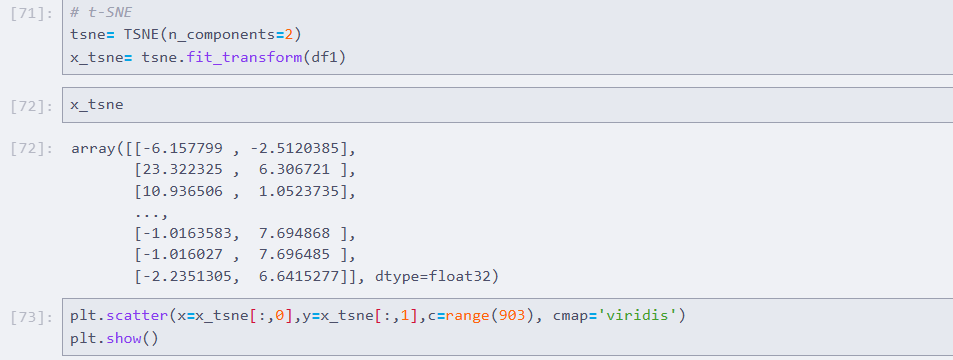 [71]: # t-SNE
tsne= TSNE(n_components=2)
x_tsne= tsne.fit_transform(df1)
[72]: x_tsne
[72]: array([[-6.157799 , -2.5120385],
[23.322325 , 6.306721 ],
[10.936506 , 1.0523735],
...,
[-1.0163583, 7.694868 ],
[-1.016027 , 7.696485 ],
[-2.2351305, 6.6415277]], dtype=float32)
[73]: plt.scatter(x=x_tsne[:,0],y=x_tsne[:,1],c=range(903), cmap='viridis')
plt.show()